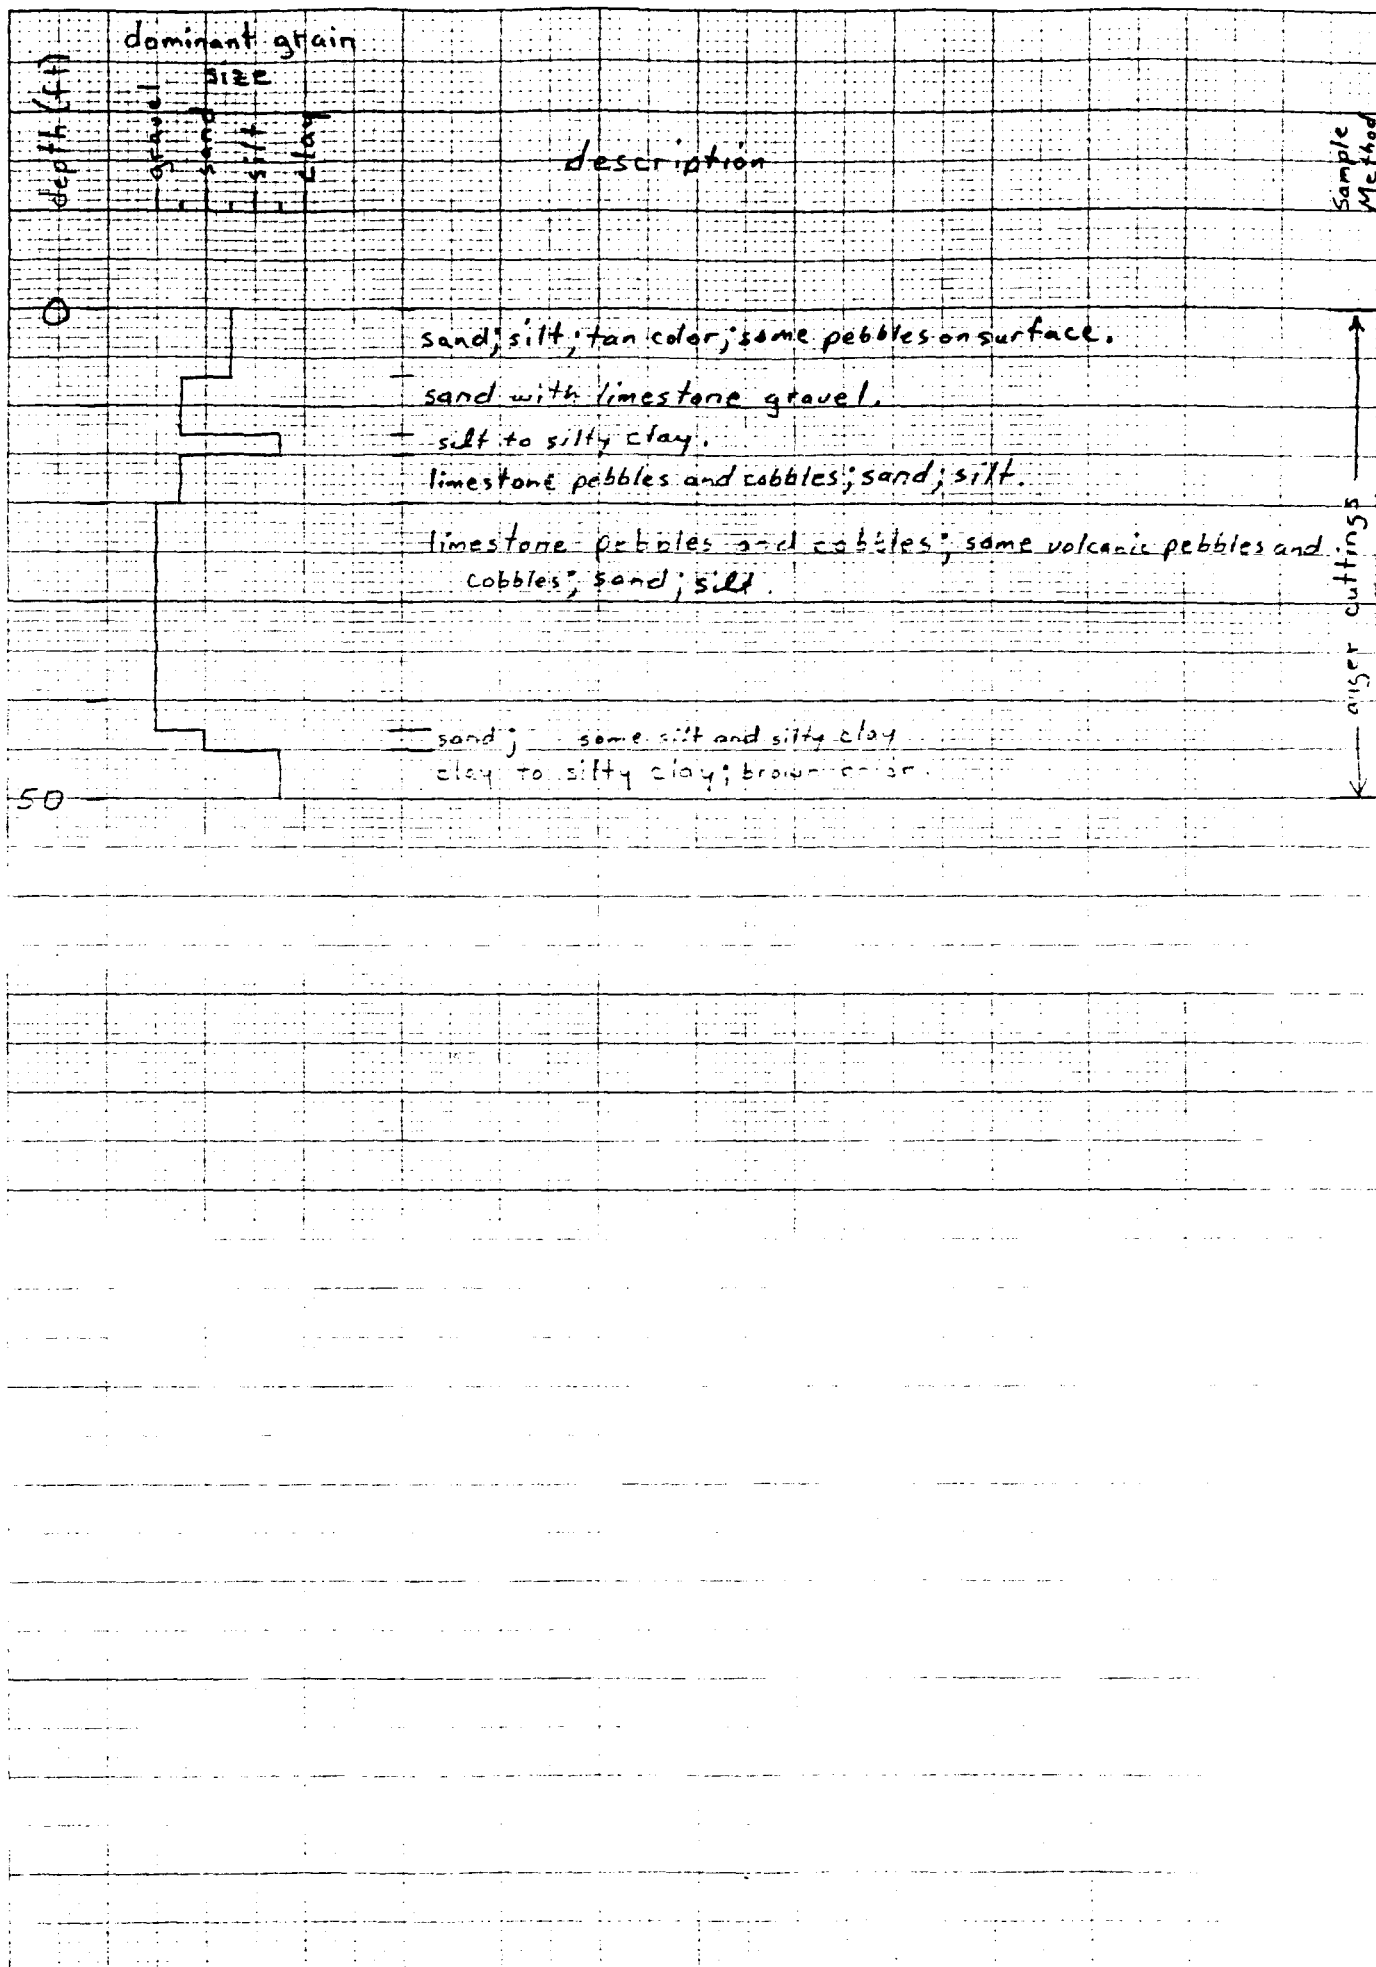 dominant grain
size
depth (ft)
gravel
sand
silt
clay
description
Sample
Method
0
sand; silt; tan color; some pebbles on surface.
sand with limestone gravel.
silt to silty clay.
limestone pebbles and cobbles; sand; silt.
limestone pebbles and cobbles; some volcanic pebbles and
cobbles; sand; silt.
auger cuttings
sand; some silt and silty clay
clay to silty clay; brown color.
50